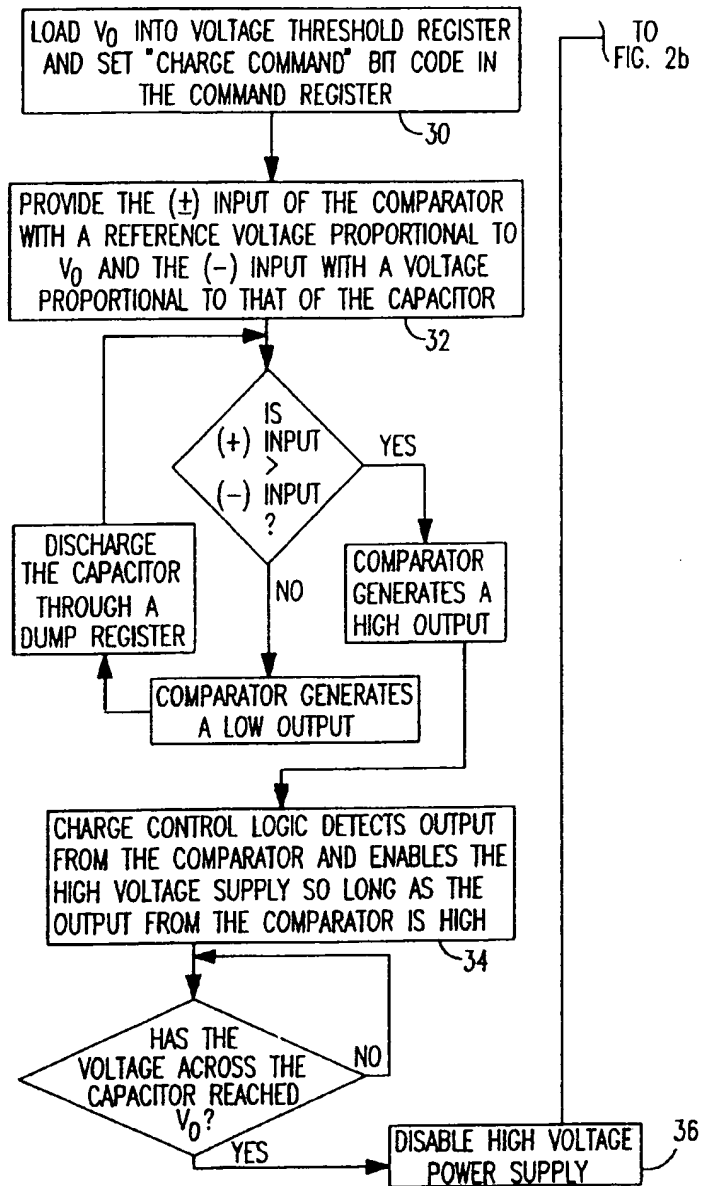 LOAD V0 INTO VOLTAGE THRESHOLD REGISTER
AND SET "CHARGE COMMAND" BIT CODE IN
THE COMMAND REGISTER
30
TO
FIG. 2b
PROVIDE THE (±) INPUT OF THE COMPARATOR
WITH A REFERENCE VOLTAGE PROPORTIONAL TO
V0 AND THE (-) INPUT WITH A VOLTAGE
PROPORTIONAL TO THAT OF THE CAPACITOR
32
IS
(+) INPUT
>
(-) INPUT
?
YES
NO
DISCHARGE
THE CAPACITOR
THROUGH A
DUMP REGISTER
COMPARATOR
GENERATES A
HIGH OUTPUT
COMPARATOR GENERATES
A LOW OUTPUT
CHARGE CONTROL LOGIC DETECTS OUTPUT
FROM THE COMPARATOR AND ENABLES THE
HIGH VOLTAGE SUPPLY SO LONG AS THE
OUTPUT FROM THE COMPARATOR IS HIGH
34
HAS THE
VOLTAGE ACROSS THE
CAPACITOR REACHED
V0?
NO
YES
DISABLE HIGH VOLTAGE
POWER SUPPLY
36